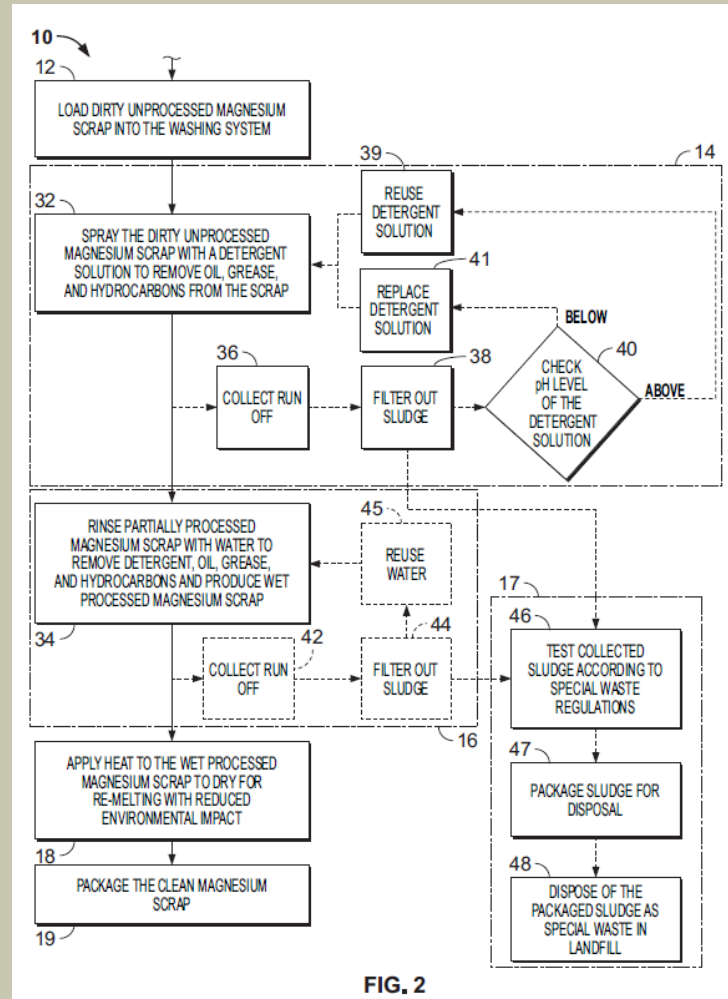 10
12
LOAD DIRTY UNPROCESSED MAGNESIUM
SCRAP INTO THE WASHING SYSTEM
14
39
REUSE
DETERGENT
SOLUTION
32
SPRAY THE DIRTY UNPROCESSED
MAGNESIUM SCRAP WITH A DETERGENT
SOLUTION TO REMOVE OIL, GREASE,
AND HYDROCARBONS FROM THE SCRAP
41
REPLACE
DETERGENT
SOLUTION
BELOW
36
COLLECT RUN
OFF
38
FILTER OUT
SLUDGE
40
CHECK
pH LEVEL
OF THE
DETERGENT
SOLUTION
ABOVE
RINSE PARTIALLY PROCESSED
MAGNESIUM SCRAP WITH WATER TO
REMOVE DETERGENT, OIL, GREASE,
AND HYDROCARBONS AND PRODUCE WET
PROCESSED MAGNESIUM SCRAP
34
45
REUSE
WATER
42
COLLECT RUN
OFF
44
FILTER OUT
SLUDGE
16
17
46
TEST COLLECTED
SLUDGE ACCORDING TO
SPECIAL WASTE
REGULATIONS
47
PACKAGE SLUDGE FOR
DISPOSAL
48
DISPOSE OF THE
PACKAGED SLUDGE AS
SPECIAL WASTE IN
LANDFILL
APPLY HEAT TO THE WET PROCESSED
MAGNESIUM SCRAP TO DRY FOR
RE-MELTING WITH REDUCED
ENVIRONMENTAL IMPACT
18
PACKAGE THE CLEAN MAGNESIUM
SCRAP
19
FIG. 2